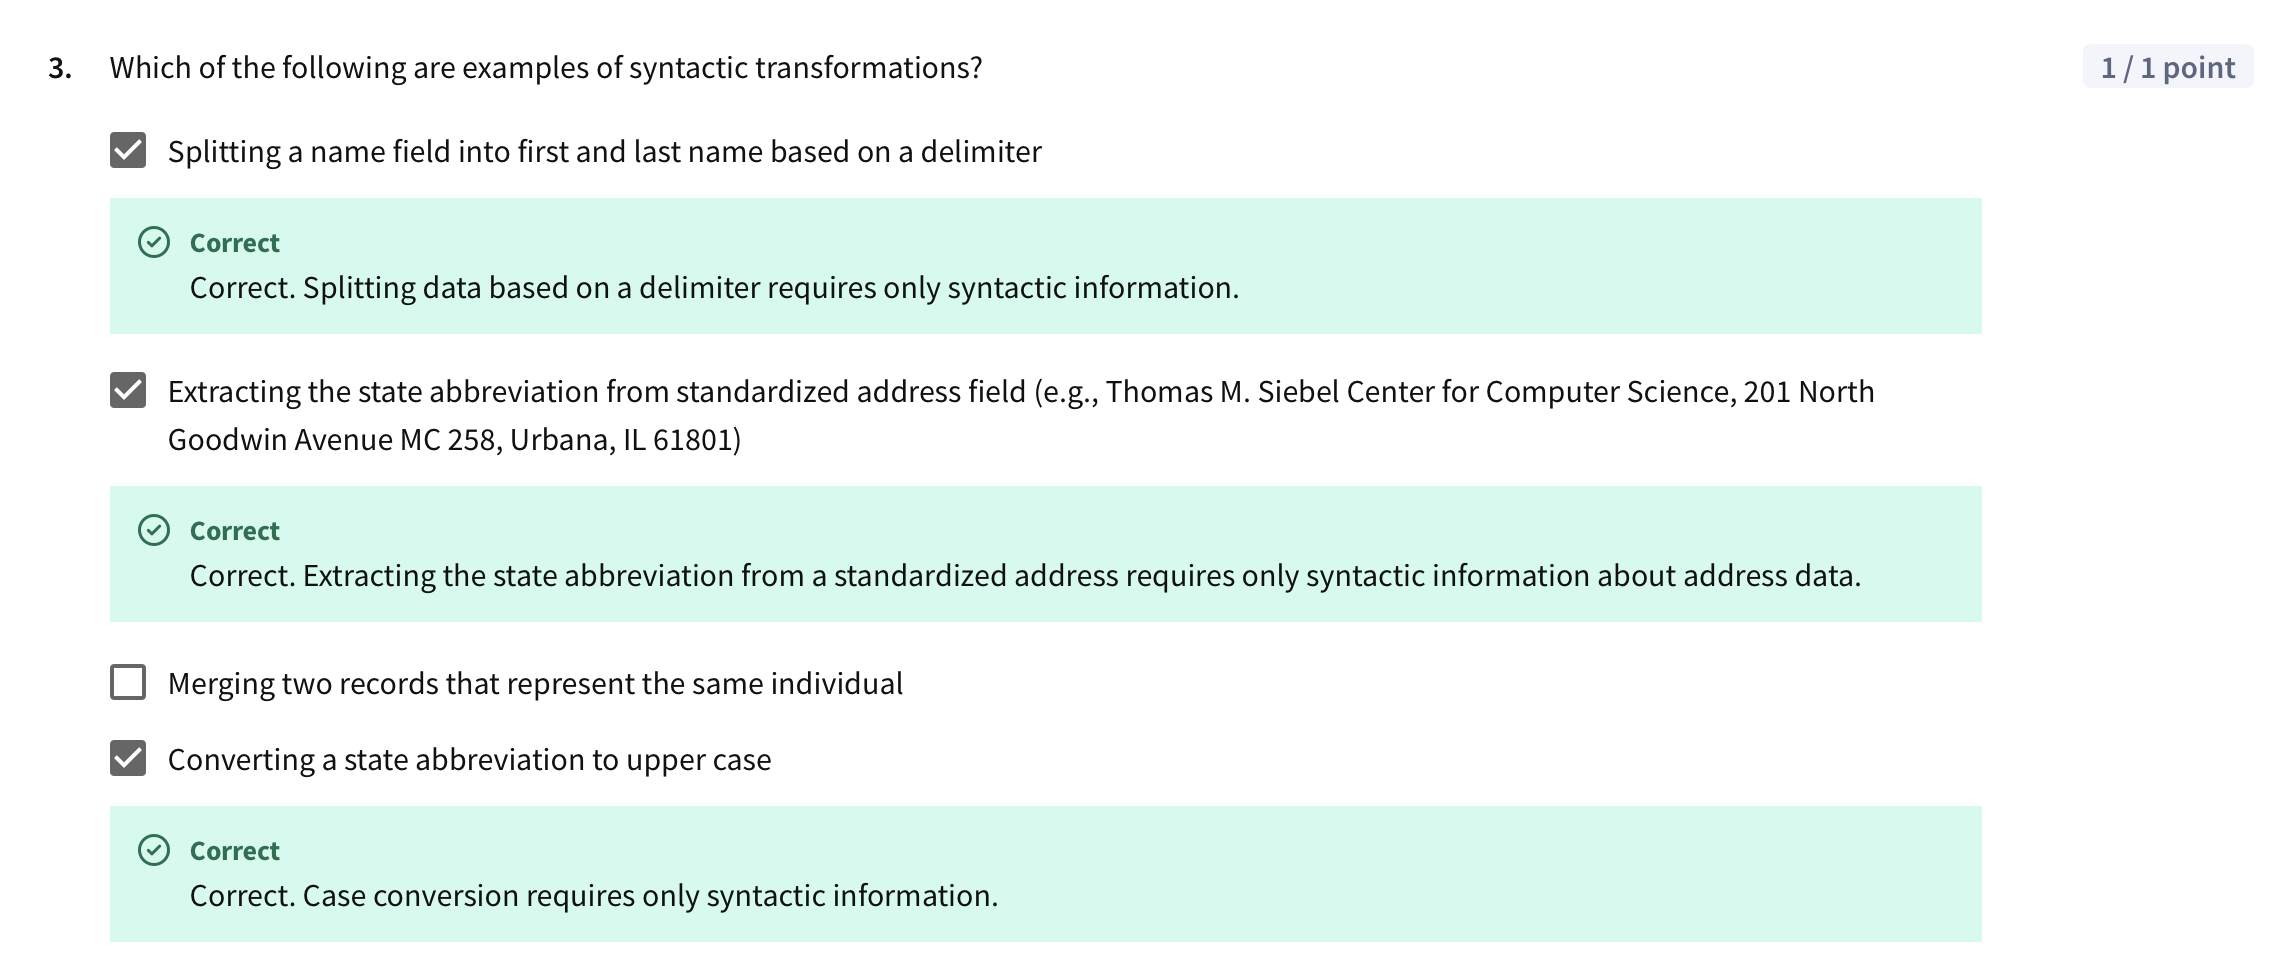 3. Which of the following are examples of syntactic transformations? 1 / 1 point
Splitting a name field into first and last name based on a delimiter
Correct
Correct. Splitting data based on a delimiter requires only syntactic information.
Extracting the state abbreviation from standardized address field (e.g., Thomas M. Siebel Center for Computer Science, 201 North
Goodwin Avenue MC 258, Urbana, IL 61801)
Correct
Correct. Extracting the state abbreviation from a standardized address requires only syntactic information about address data.
Merging two records that represent the same individual
Converting a state abbreviation to upper case
Correct
Correct. Case conversion requires only syntactic information.